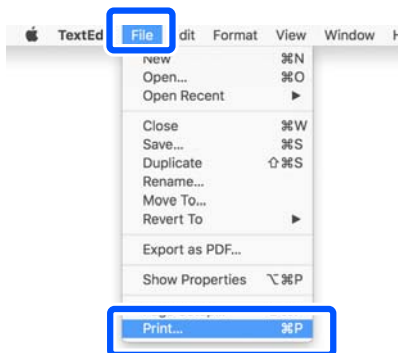 TextEd File dit Format View Window
New ⌘N
Open... ⌘O
Open Recent ▶
Close ⌘W
Save... ⌘S
Duplicate ⇧⌘S
Rename...
Move To...
Revert To ▶
Export as PDF...
Show Properties ⌥⌘P
Print... ⌘P